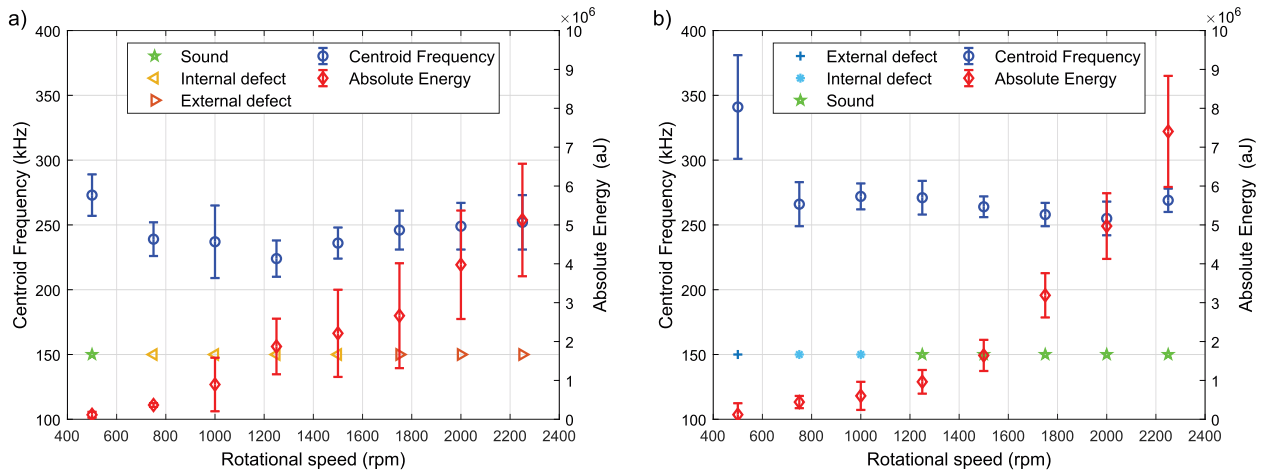 a)
×10⁶
400
350
300
250
200
150
100
Centroid Frequency (kHz)
Sound
Internal defect
External defect
Centroid Frequency
Absolute Energy
10
9
8
7
6
5
4
3
2
1
0
Absolute Energy (aJ)
400 600 800 1000 1200 1400 1600 1800 2000 2200 2400
Rotational speed (rpm)
b)
×10⁶
400
350
300
250
200
150
100
Centroid Frequency (kHz)
External defect
Internal defect
Sound
Centroid Frequency
Absolute Energy
10
9
8
7
6
5
4
3
2
1
0
Absolute Energy (aJ)
400 600 800 1000 1200 1400 1600 1800 2000 2200 2400
Rotational speed (rpm)